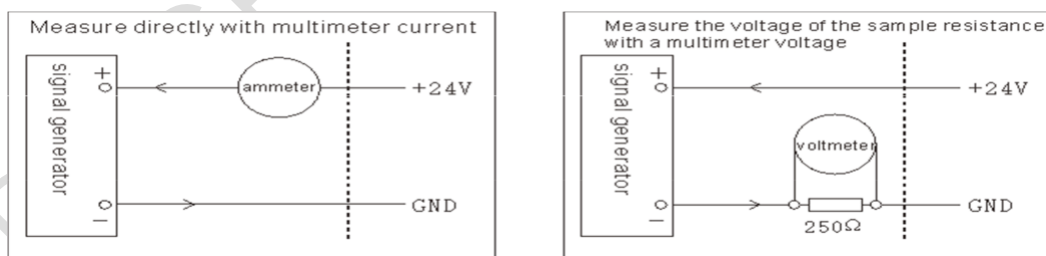 Measure directly with multimeter current
+
signal generator
ammeter
+24V
GND
—
Measure the voltage of the sample resistance
with a multimeter voltage
+
signal generator
+24V
voltmeter
GND
250Ω
—